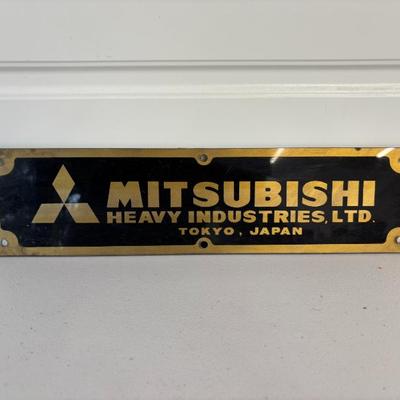 MITSUBISHI
HEAVY INDUSTRIES, LTD.
TOKYO, JAPAN